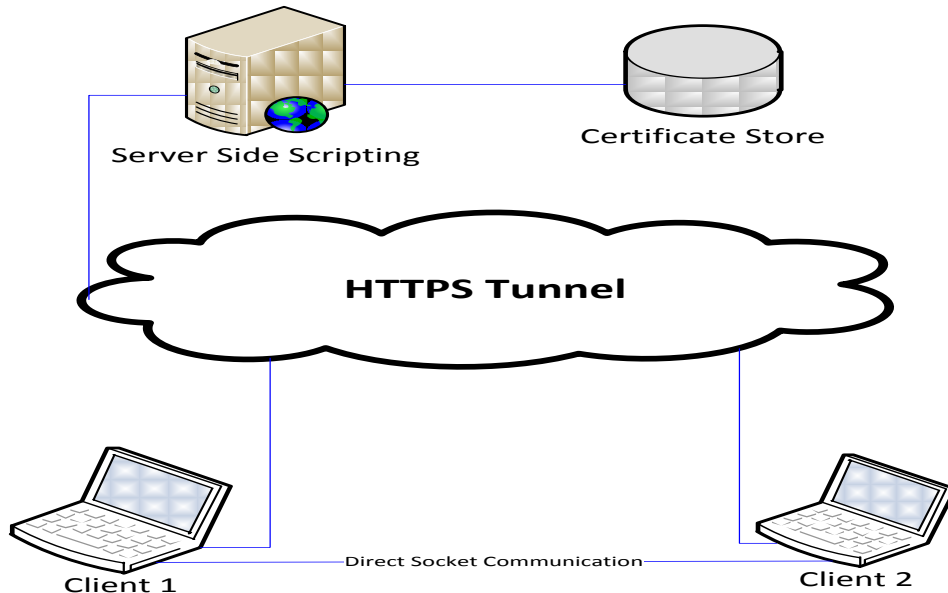 Server Side Scripting
Certificate Store
HTTPS Tunnel
Direct Socket Communication
Client 1
Client 2